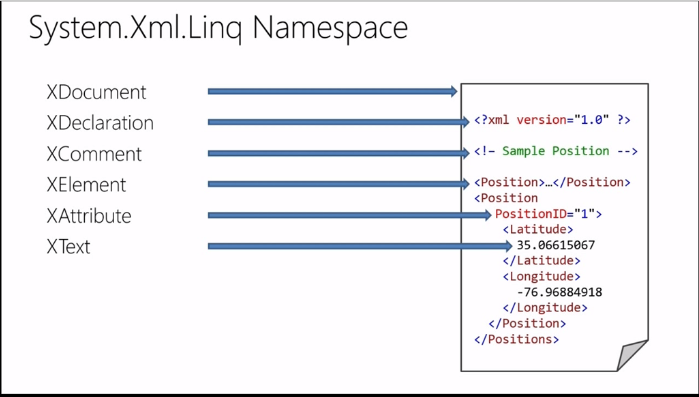 System.Xml.Linq Namespace
XDocument
XDeclaration
XComment
XElement
XAttribute
XText
<?xml version="1.0" ?>
<!– Sample Position -->
<Position>…</Position>
<Position
PositionID="1">
<Latitude>
35.06615067
</Latitude>
<Longitude>
-76.96884918
</Longitude>
</Position>
</Positions>